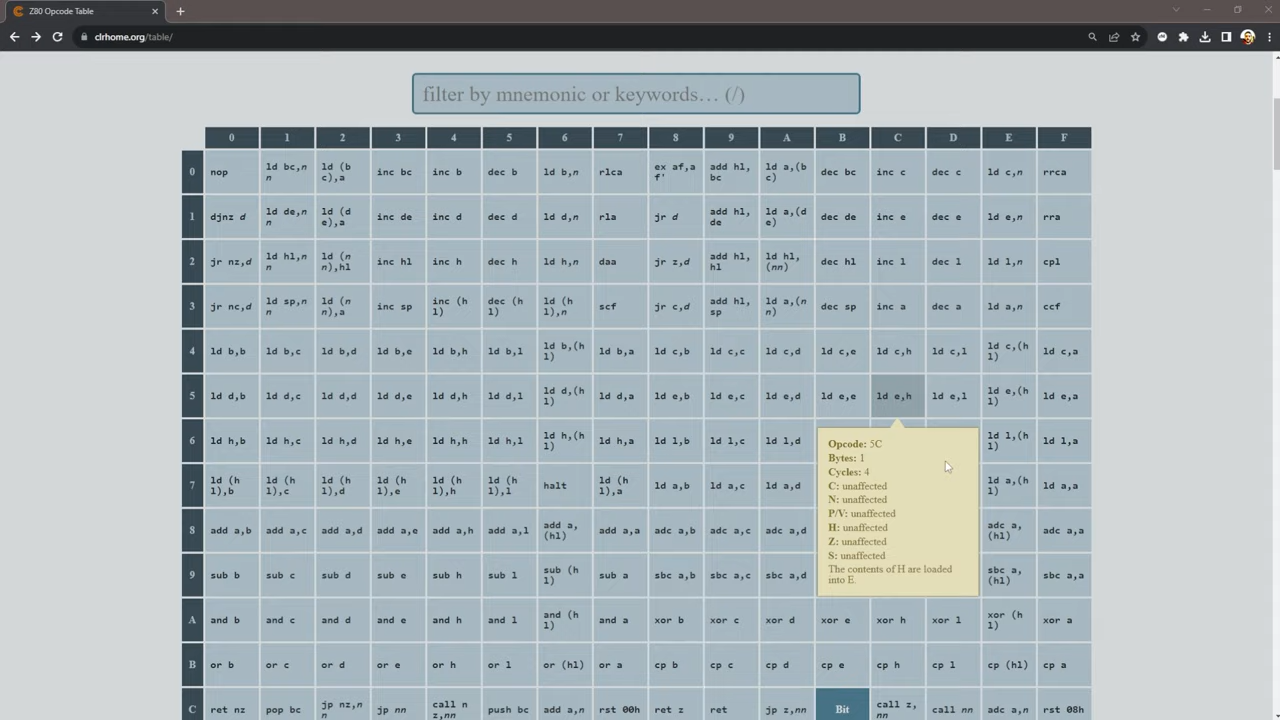 Z80 Opcode Table
clrhome.org/table/
filter by mnemonic or keywords... (/)
0 1 2 3 4 5 6 7 8 9 A B C D E F
0 nop ld bc,nn ld (bc),a inc bc inc b dec b ld b,n rlca ex af,af' add hl,bc ld a,(bc) dec bc inc c dec c ld c,n rrca
1 djnz d ld de,nn ld (de),a inc de inc d dec d ld d,n rla jr d add hl,de ld a,(de) dec de inc e dec e ld e,n rra
2 jr nz,d ld hl,nn ld (nn),hl inc hl inc h dec h ld h,n daa jr z,d add hl,hl ld hl,(nn) dec hl inc l dec l ld l,n cpl
3 jr nc,d ld sp,nn ld (nn),a inc sp inc (hl) dec (hl) ld (hl),n scf jr c,d add hl,sp ld a,(nn) dec sp inc a dec a ld a,n ccf
4 ld b,b ld b,c ld b,d ld b,e ld b,h ld b,l ld b,(hl) ld b,a ld c,b ld c,c ld c,d ld c,e ld c,h ld c,l ld c,(hl) ld c,a
5 ld d,b ld d,c ld d,d ld d,e ld d,h ld d,l ld d,(hl) ld d,a ld e,b ld e,c ld e,d ld e,e ld e,h ld e,l ld e,(hl) ld e,a
6 ld h,b ld h,c ld h,d ld h,e ld h,h ld h,l ld h,(hl) ld h,a ld l,b ld l,c ld l,d ld l,(hl) ld l,a
7 ld (hl),b ld (hl),c ld (hl),d ld (hl),e ld (hl),h ld (hl),l halt ld (hl),a ld a,b ld a,c ld a,d ld a,(hl) ld a,a
8 add a,b add a,c add a,d add a,e add a,h add a,l add a,(hl) add a,a adc a,b adc a,c adc a,d adc a,(hl) adc a,a
9 sub b sub c sub d sub e sub h sub l sub (hl) sub a sbc a,b sbc a,c sbc a,d sbc a,(hl) sbc a,a
Opcode: 5C
Bytes: 1
Cycles: 4
C: unaffected
N: unaffected
P/V: unaffected
H: unaffected
Z: unaffected
S: unaffected
The contents of H are loaded
into E.
A and b and c and d and e and h and l and (hl) and a xor b xor c xor d xor e xor h xor l xor (hl) xor a
B or b or c or d or e or h or l or (hl) or a cp b cp c cp d cp e cp h cp l cp (hl) cp a
C ret nz pop bc jp nz,nn jp nn call nz,nn push bc add a,n rst 00h ret z ret jp z,nn Bit call z,nn call nn adc a,n rst 08h